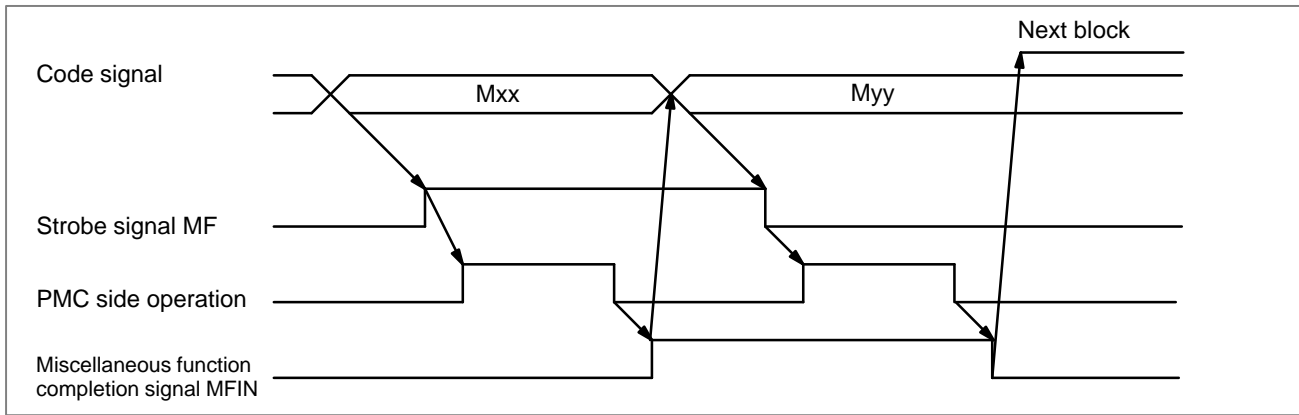 Next block
Code signal
Mxx
Myy
Strobe signal MF
PMC side operation
Miscellaneous function
completion signal MFIN